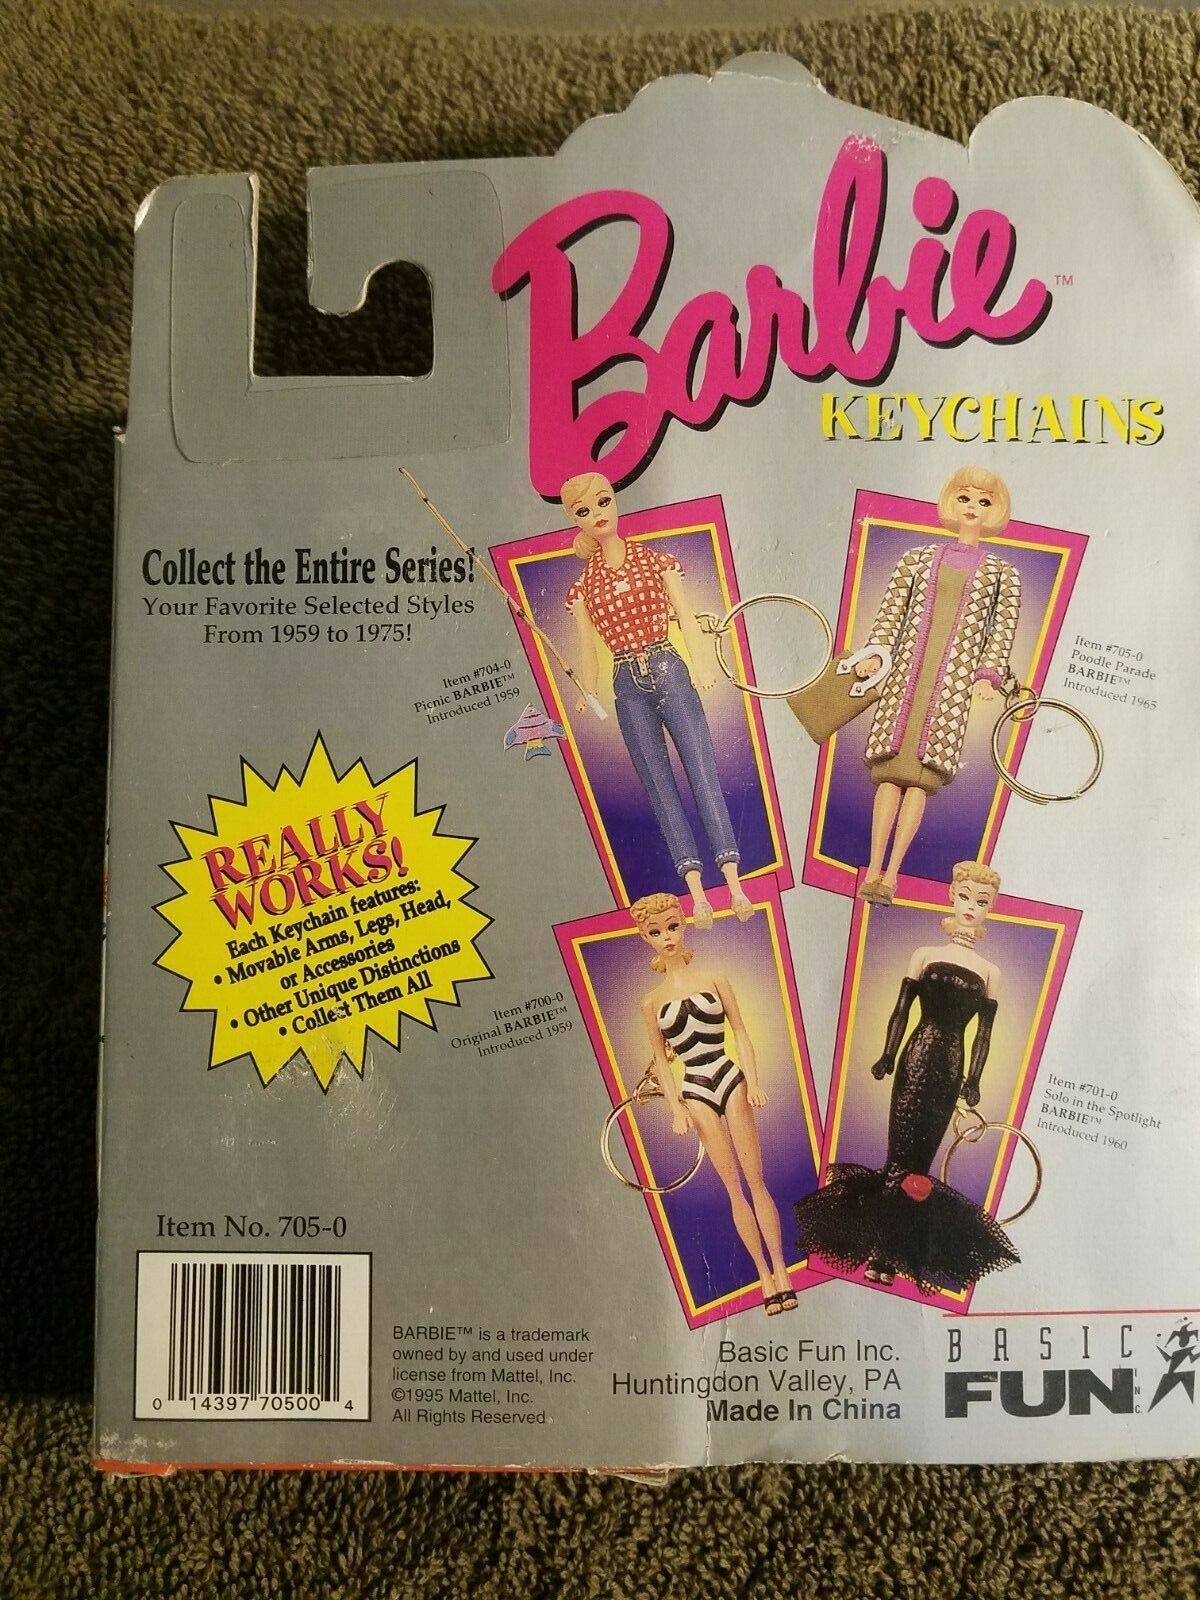 Barbie™
KEYCHAINS
Collect the Entire Series!
Your Favorite Selected Styles
From 1959 to 1975!
Item #704-0
Picnic BARBIE™
Introduced 1959
Item #705-0
Poodle Parade
BARBIE™
Introduced 1965
REALLY
WORKS!
Each Keychain features:
• Movable Arms, Legs, Head,
or Accessories
• Other Unique Distinctions
• Collect Them All
Item #700-0
Original BARBIE™
Introduced 1959
Item #701-0
Solo in the Spotlight
BARBIE™
Introduced 1960
Item No. 705-0
0 14397 70500 4
BARBIE™ is a trademark
owned by and used under
license from Mattel, Inc.
©1995 Mattel, Inc.
All Rights Reserved.
Basic Fun Inc.
Huntingdon Valley, PA
Made In China
BASIC
FUN INC.